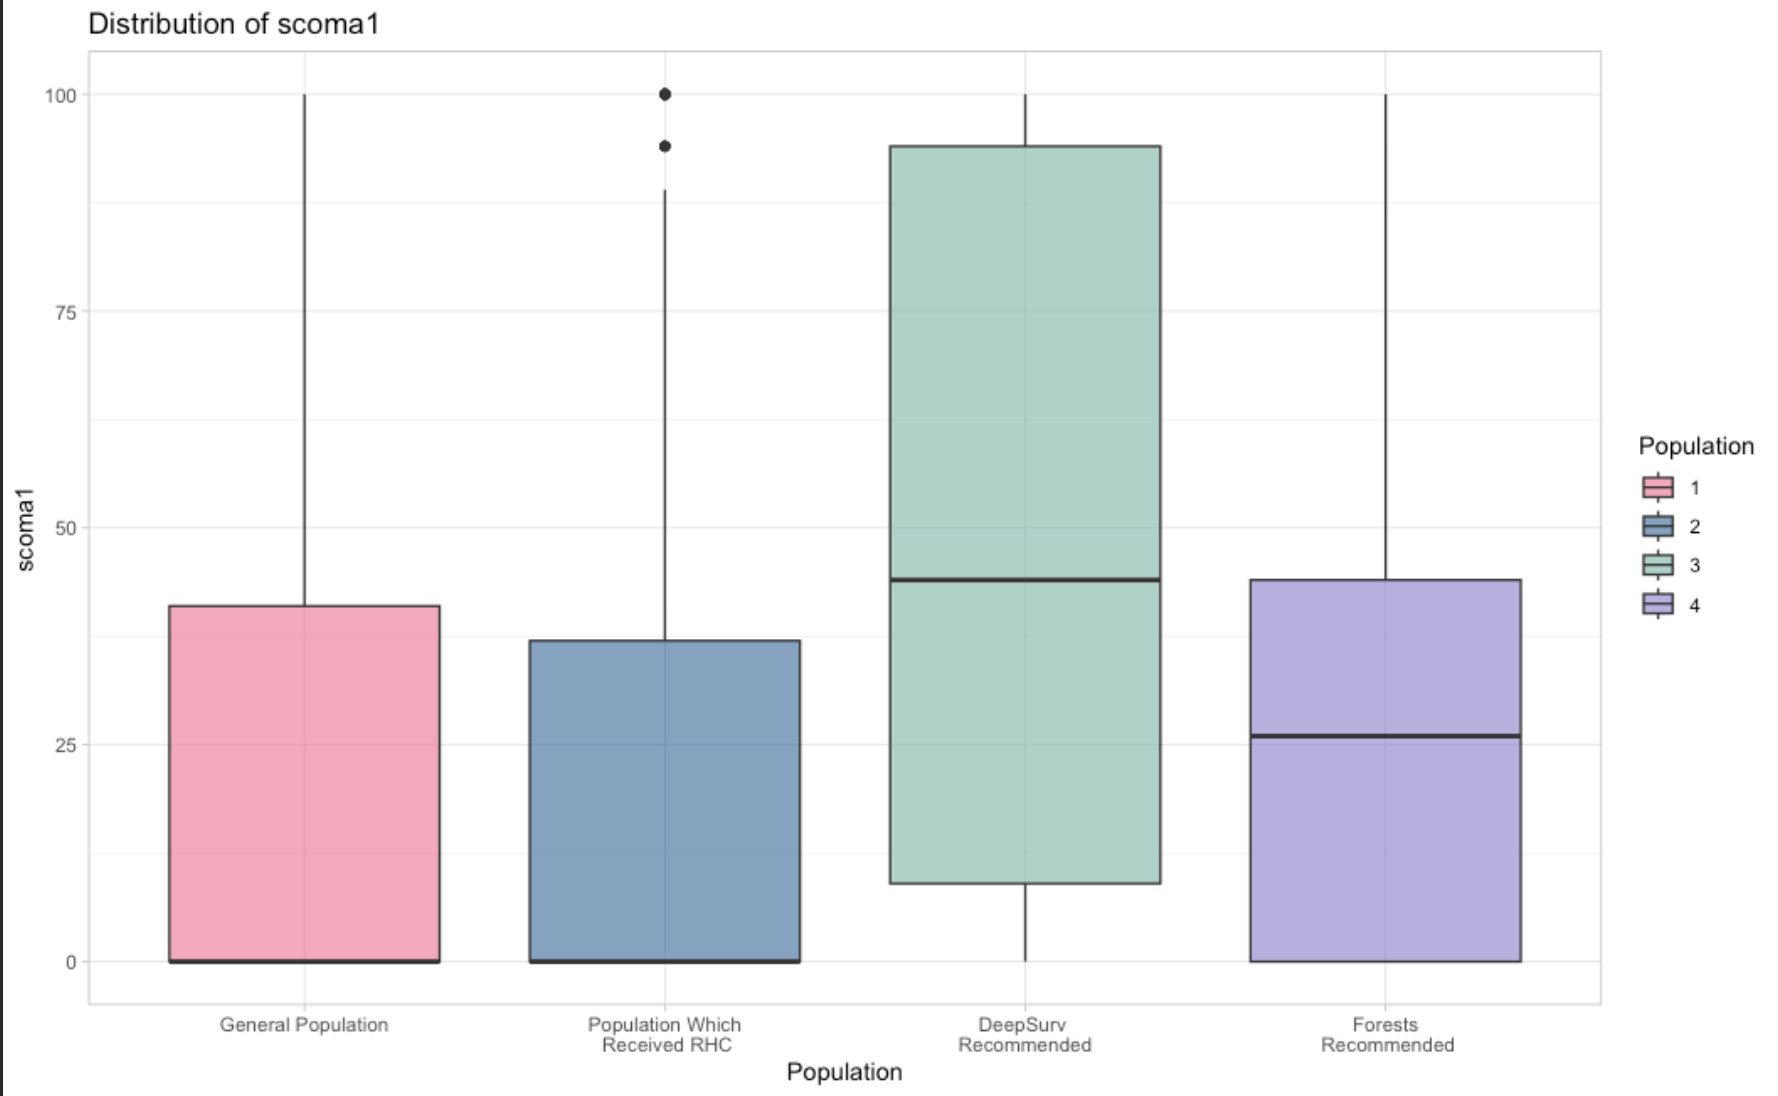 Distribution of scoma1
100
75
50
25
0
scoma1
General Population
Population Which
Received RHC
DeepSurv
Recommended
Forests
Recommended
Population
Population
1
2
3
4